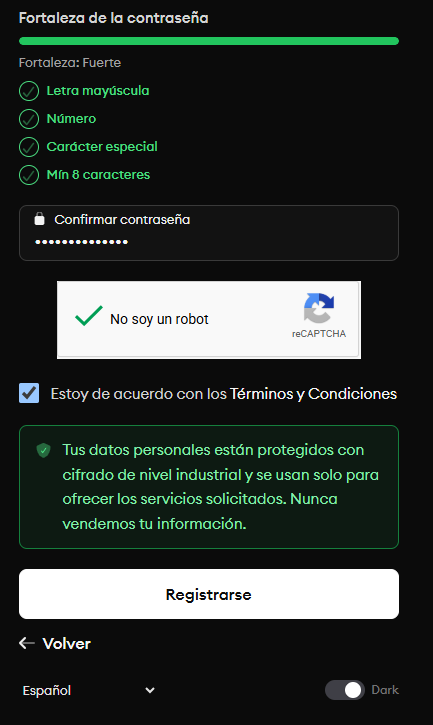 Fortaleza de la contraseña
Fortaleza: Fuerte
Letra mayúscula
Número
Carácter especial
Mín 8 caracteres
Confirmar contraseña
••••••••••••••
No soy un robot
reCAPTCHA
Estoy de acuerdo con los Términos y Condiciones
Tus datos personales están protegidos con
cifrado de nivel industrial y se usan solo para
ofrecer los servicios solicitados. Nunca
vendemos tu información.
Registrarse
Volver
Español
Dark